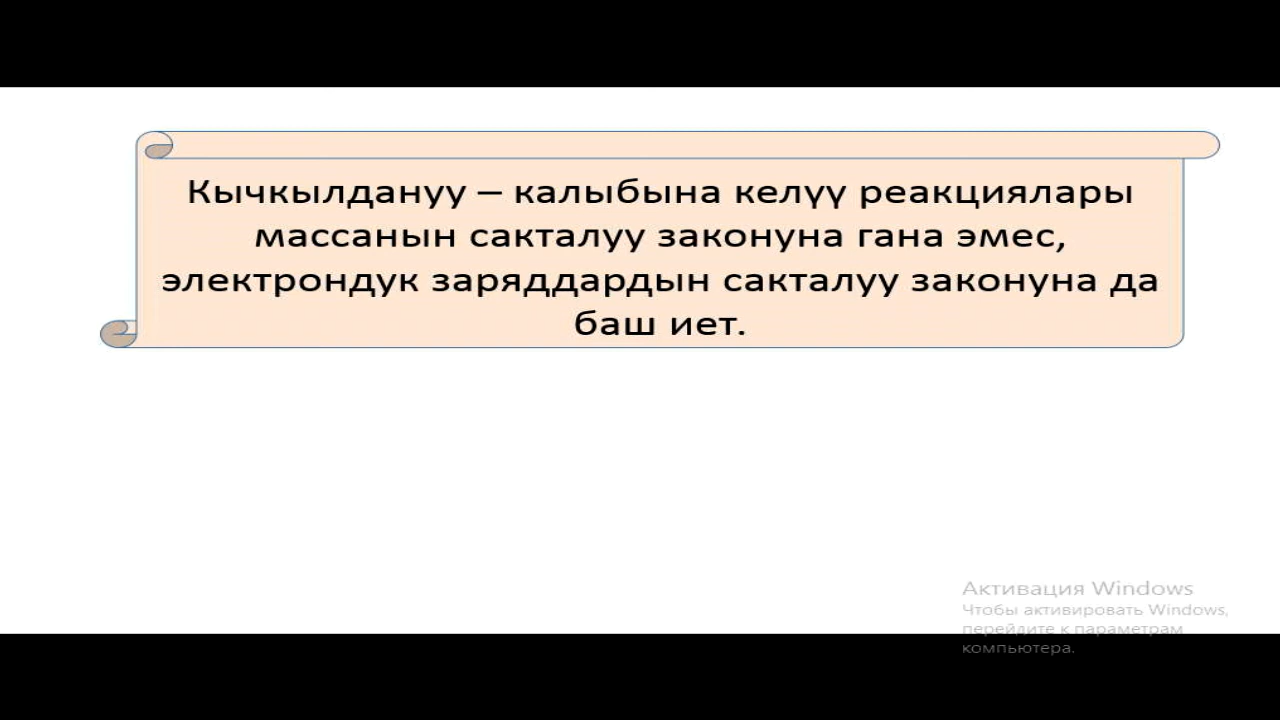 Кычкылдануу – калыбына келүү реакциялары
массанын сакталуу законуна гана эмес,
электрондук заряддардын сакталуу законуна да
баш иет.
Активация Windows
Чтобы активировать Windows,
перейдите к параметрам
компьютера.